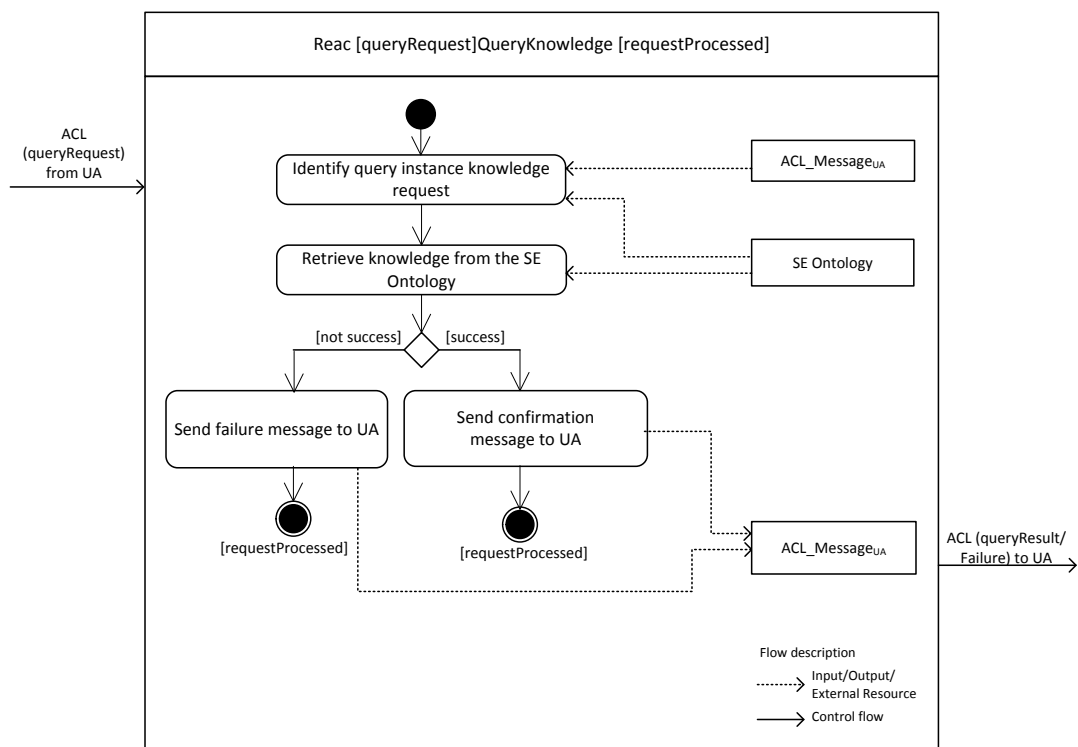 Reac [queryRequest]QueryKnowledge [requestProcessed]
ACL
(queryRequest)
from UA
Identify query instance knowledge
request
ACL_MessageUA
Retrieve knowledge from the SE
Ontology
SE Ontology
[not success]
[success]
Send failure message to UA
Send confirmation
message to UA
[requestProcessed]
[requestProcessed]
ACL_MessageUA
ACL (queryResult/
Failure) to UA
Flow description
Input/Output/
External Resource
Control flow